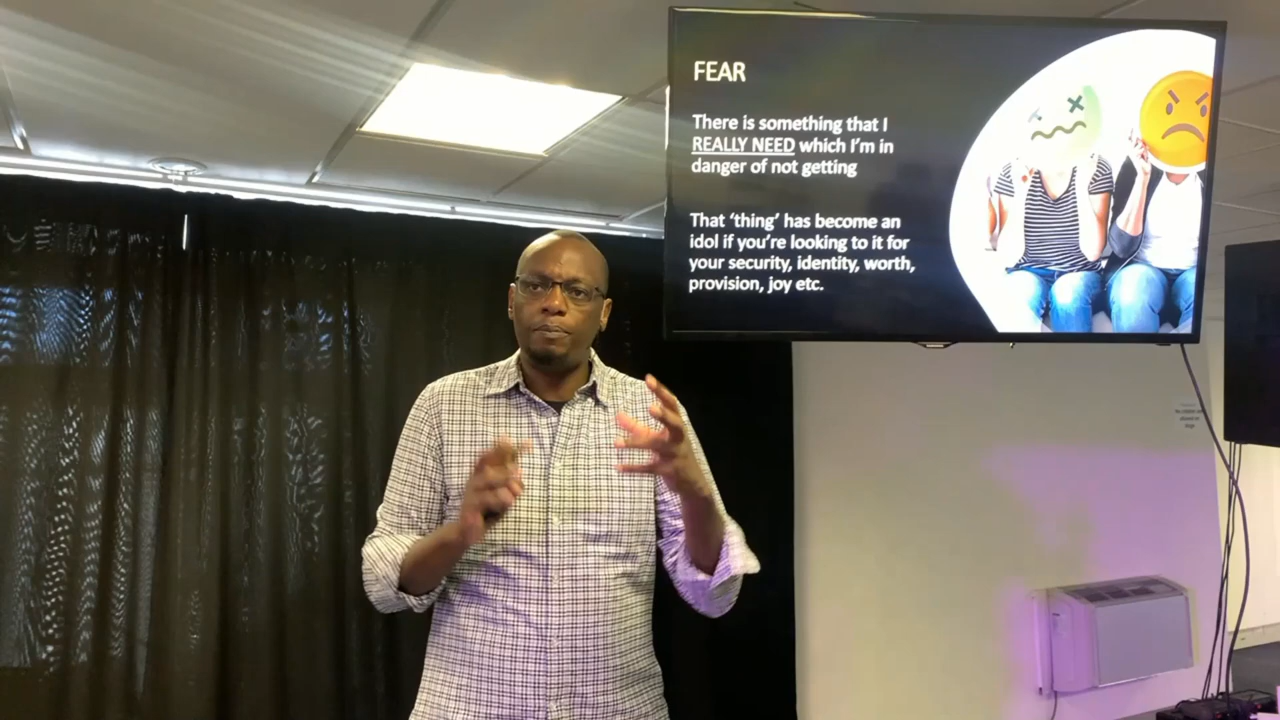 FEAR
There is something that I
REALLY NEED which I'm in
danger of not getting
That 'thing' has become an
idol if you're looking to it for
your security, identity, worth,
provision, joy etc.